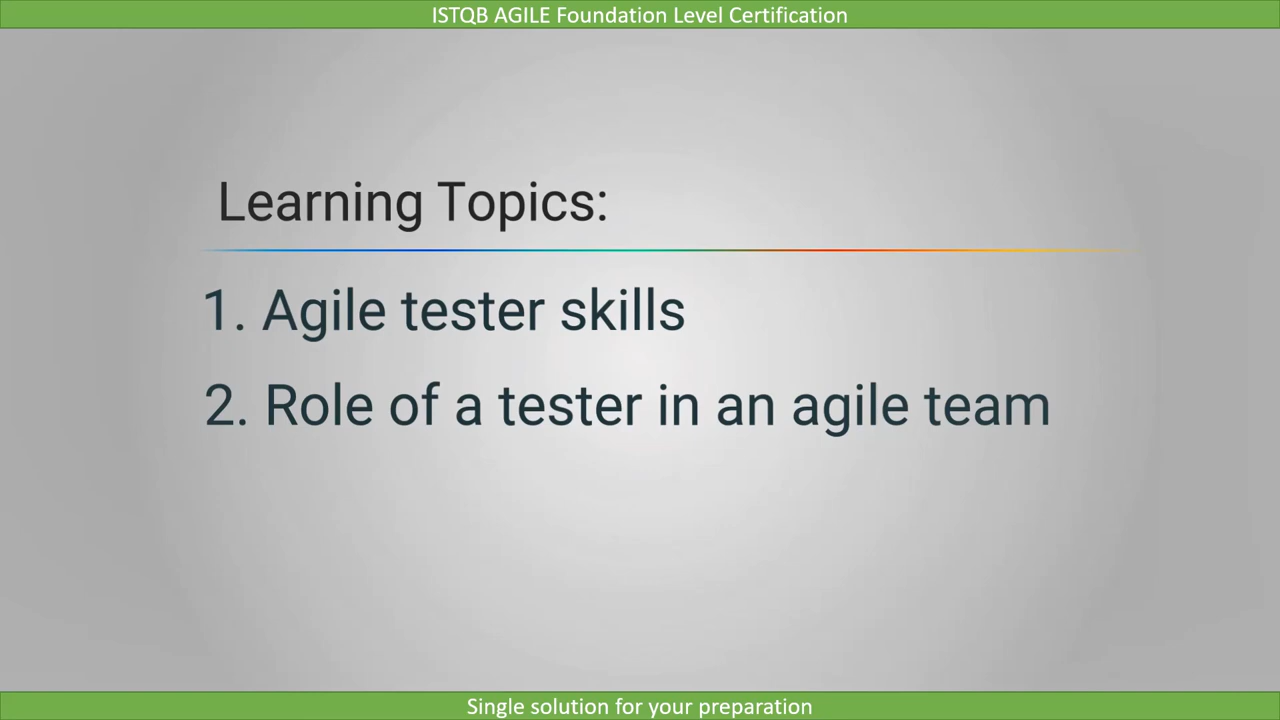 ISTQB AGILE Foundation Level Certification
Learning Topics:
1. Agile tester skills
2. Role of a tester in an agile team
Single solution for your preparation